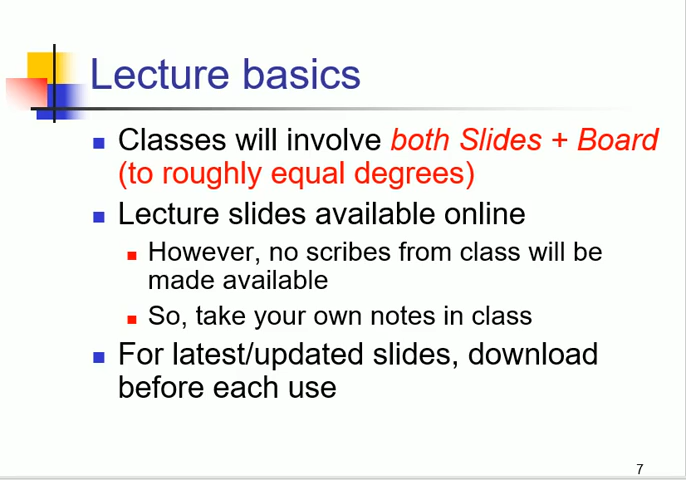 Lecture basics
Classes will involve both Slides + Board
(to roughly equal degrees)
Lecture slides available online
However, no scribes from class will be
made available
So, take your own notes in class
For latest/updated slides, download
before each use
7